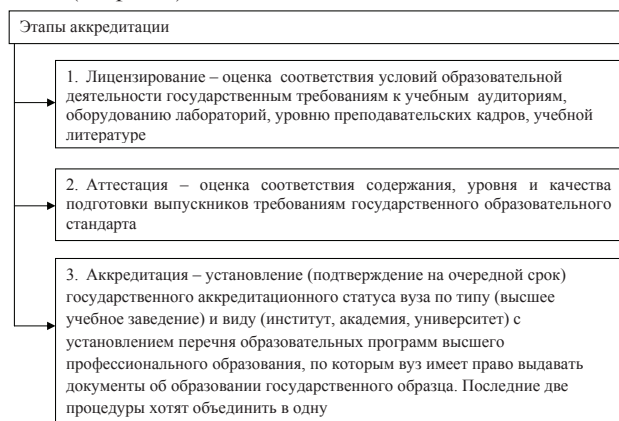 Этапы аккредитации
1. Лицензирование – оценка соответствия условий образовательной
деятельности государственным требованиям к учебным аудиториям,
оборудованию лабораторий, уровню преподавательских кадров, учебной
литературе
2. Аттестация – оценка соответствия содержания, уровня и качества
подготовки выпускников требованиям государственного образовательного
стандарта
3. Аккредитация – установление (подтверждение на очередной срок)
государственного аккредитационного статуса вуза по типу (высшее
учебное заведение) и виду (институт, академия, университет) с
установлением перечня образовательных программ высшего
профессионального образования, по которым вуз имеет право выдавать
документы об образовании государственного образца. Последние две
процедуры хотят объединить в одну